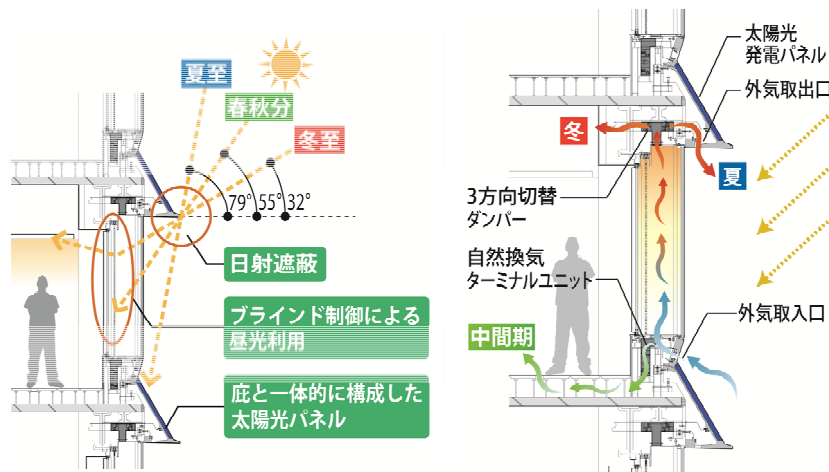 夏至
春秋分
冬至
79°
55°
32°
日射遮蔽
ブラインド制御による
昼光利用
庇と一体的に構成した
太陽光パネル
太陽光
発電パネル
外気取出口
冬
夏
3方向切替
ダンパー
自然換気
ターミナルユニット
外気取入口
中間期